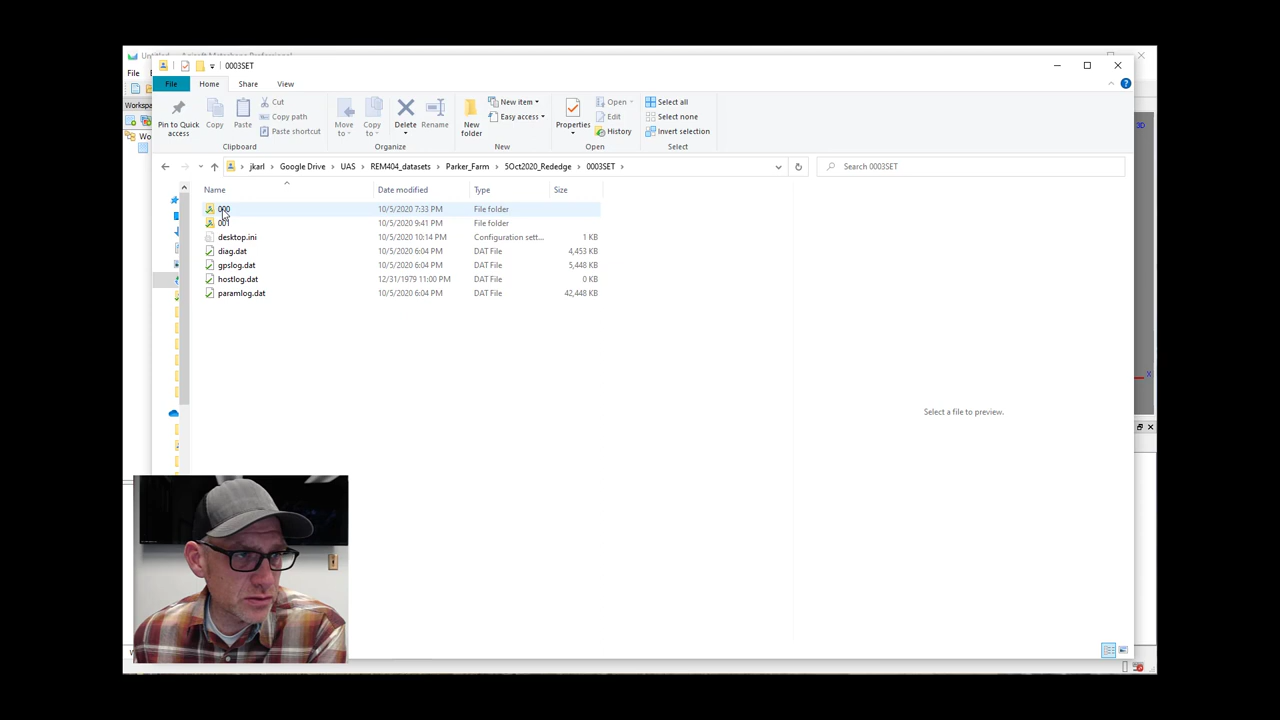 0003SET
File
File Home Share View
Workspa
Pin to Quick access
Copy
Paste
Cut
Copy path
Paste shortcut
Clipboard
Move to
Copy to
Delete
Rename
Organize
New folder
New item
Easy access
New
Properties
Open
Edit
History
Open
Select all
Select none
Invert selection
Select
jkarl > Google Drive > UAS > REM404_datasets > Parker_Farm > 5Oct2020_Rededge > 0003SET >
Search 0003SET
Name Date modified Type Size
000 10/5/2020 7:33 PM File folder
001 10/5/2020 9:41 PM File folder
desktop.ini 10/5/2020 10:14 PM Configuration sett... 1 KB
diag.dat 10/5/2020 6:04 PM DAT File 4,453 KB
gpslog.dat 10/5/2020 6:04 PM DAT File 5,448 KB
hostlog.dat 12/31/1979 11:00 PM DAT File 0 KB
paramlog.dat 10/5/2020 6:04 PM DAT File 42,448 KB
Select a file to preview.
Wo
3D
X